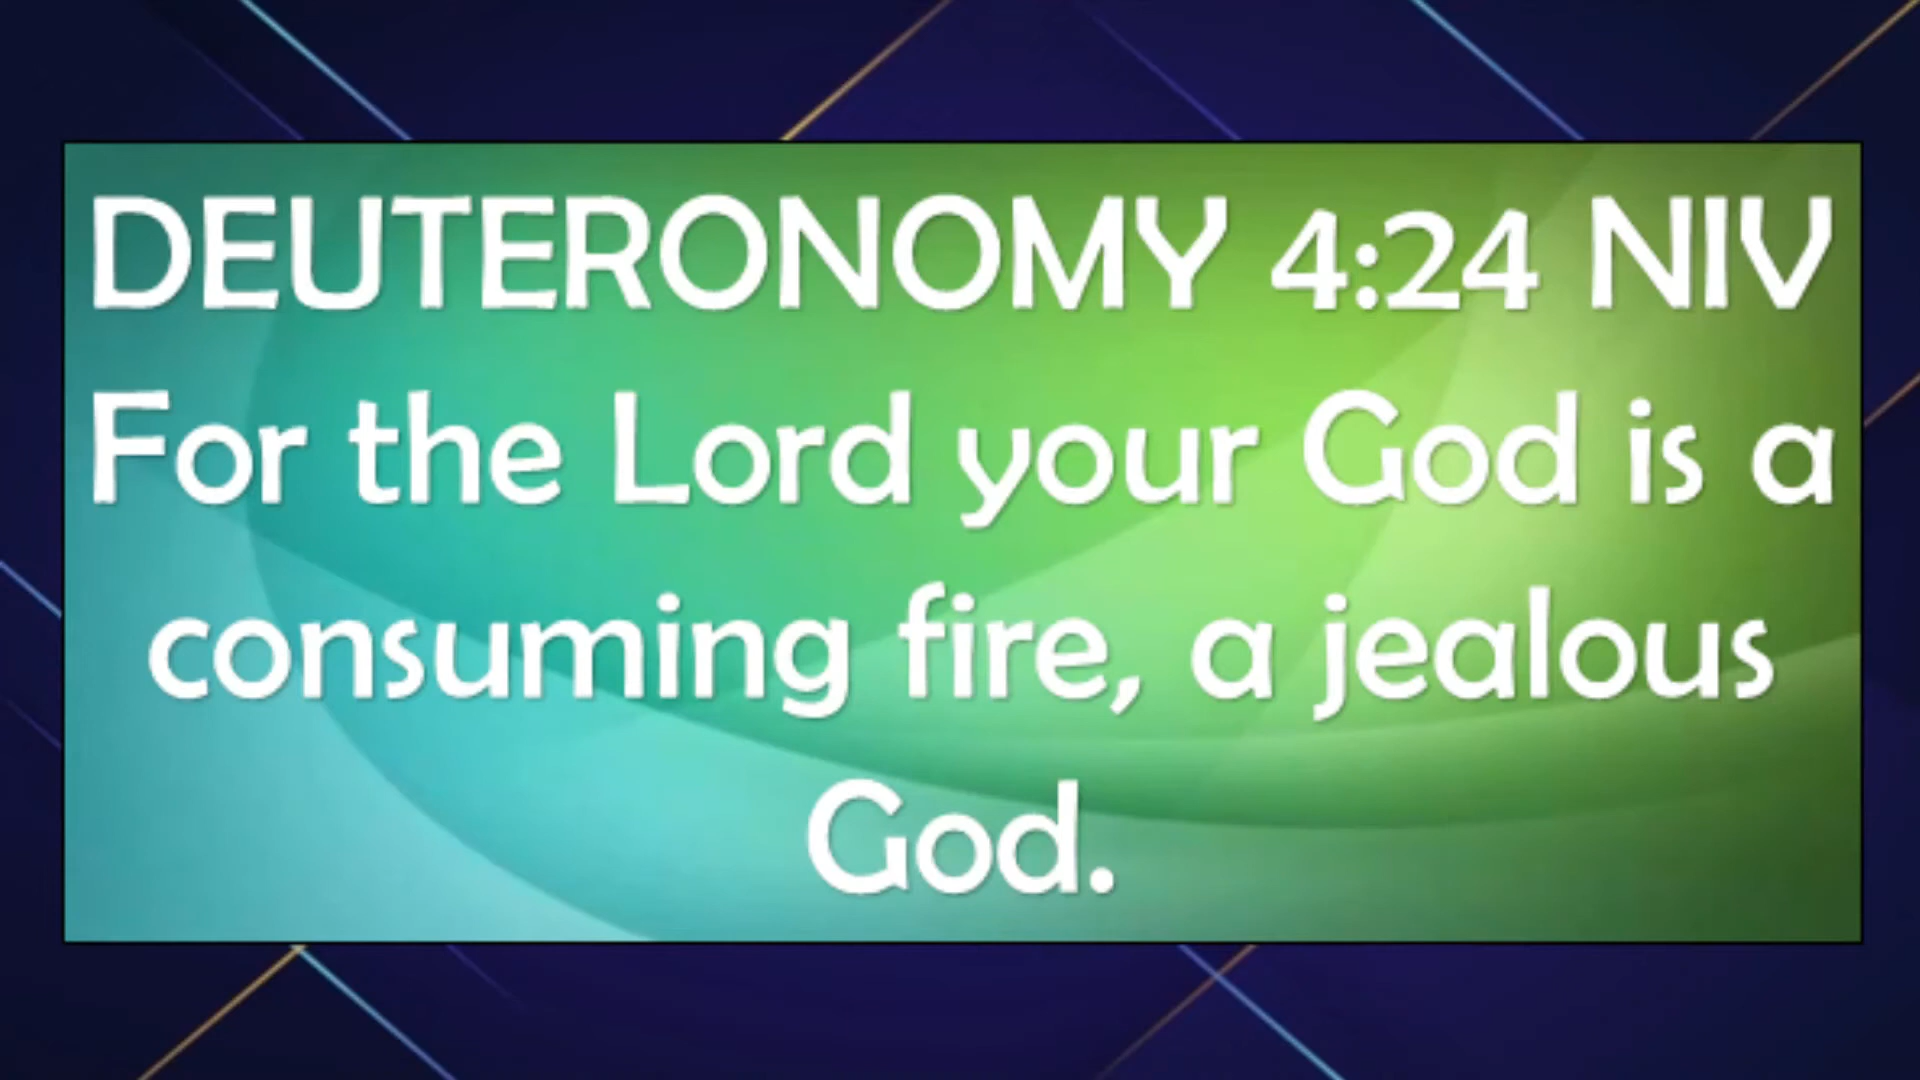 DEUTERONOMY 4:24 NIV
For the Lord your God is a
consuming fire, a jealous
God.